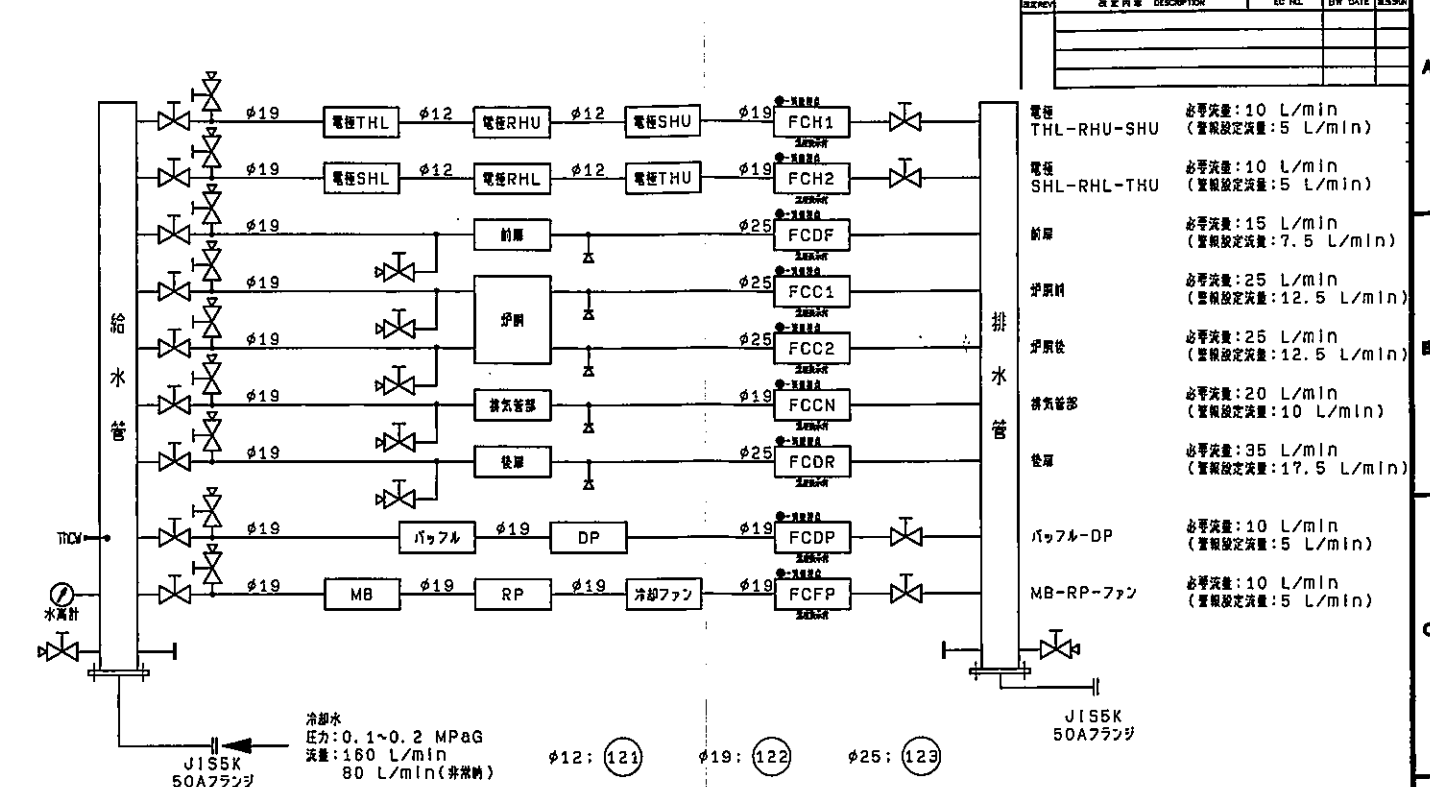 DESCRIPTION
A
φ19 電極THL φ12 電極RHU φ12 電極SHU φ19 FCH1
電極
THL-RHU-SHU
必要流量:10 L/min
(警報設定流量:5 L/min)
φ19 電極SHL φ12 電極RHL φ12 電極THU φ19 FCH2
電極
SHL-RHL-THU
必要流量:10 L/min
(警報設定流量:5 L/min)
φ19 前扉 φ25 FCDF
前扉
必要流量:15 L/min
(警報設定流量:7.5 L/min)
φ19 炉胴 φ25 FCC1
炉胴前
必要流量:25 L/min
(警報設定流量:12.5 L/min)
φ19 φ25 FCC2
炉胴後
必要流量:25 L/min
(警報設定流量:12.5 L/min)
φ19 排気管部 φ19 FCCN
排気管部
必要流量:20 L/min
(警報設定流量:10 L/min)
φ19 後扉 φ25 FCDR
後扉
必要流量:35 L/min
(警報設定流量:17.5 L/min)
φ19 バッフル φ19 DP φ19 FCDP
バッフル-DP
必要流量:10 L/min
(警報設定流量:5 L/min)
φ19 MB φ19 RP φ19 冷却ファン φ19 FCFP
MB-RP-ファン
必要流量:10 L/min
(警報設定流量:5 L/min)
給水管
排水管
ThCW
水高計
C
JIS5K
50Aフランジ
冷却水
圧力:0.1~0.2 MPaG
流量:160 L/min
80 L/min(非常時)
φ12: 121 φ19: 122 φ25: 123
JIS5K
50Aフランジ